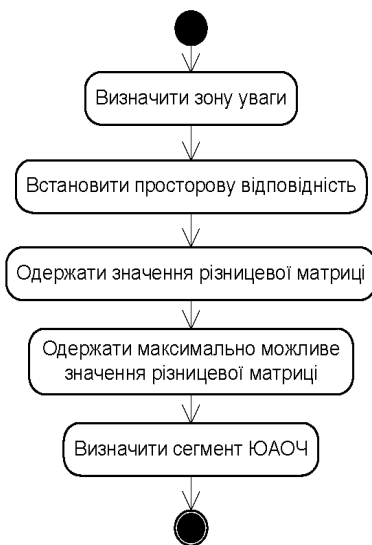 Визначити зону уваги
Встановити просторову відповідність
Одержати значення різницевої матриці
Одержати максимально можливе
значення різницевої матриці
Визначити сегмент ЮАОЧ